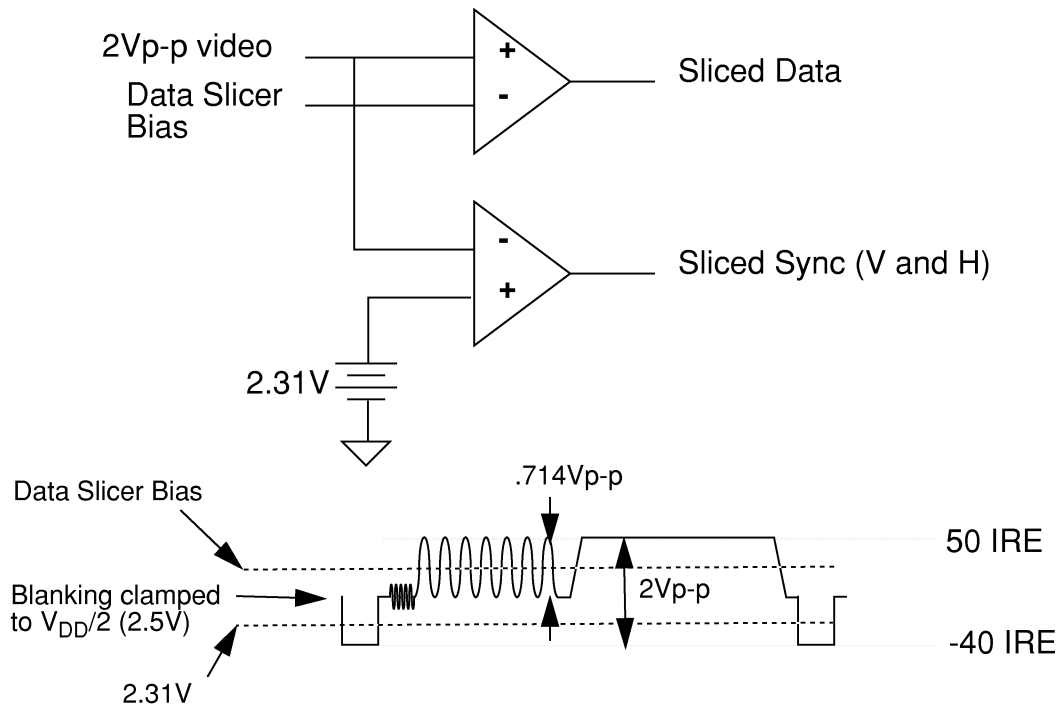 2Vp-p video
+
Sliced Data
Data Slicer
Bias
-
-
Sliced Sync (V and H)
+
2.31V
.714Vp-p
Data Slicer Bias
50 IRE
Blanking clamped
to VDD/2 (2.5V)
2Vp-p
-40 IRE
2.31V